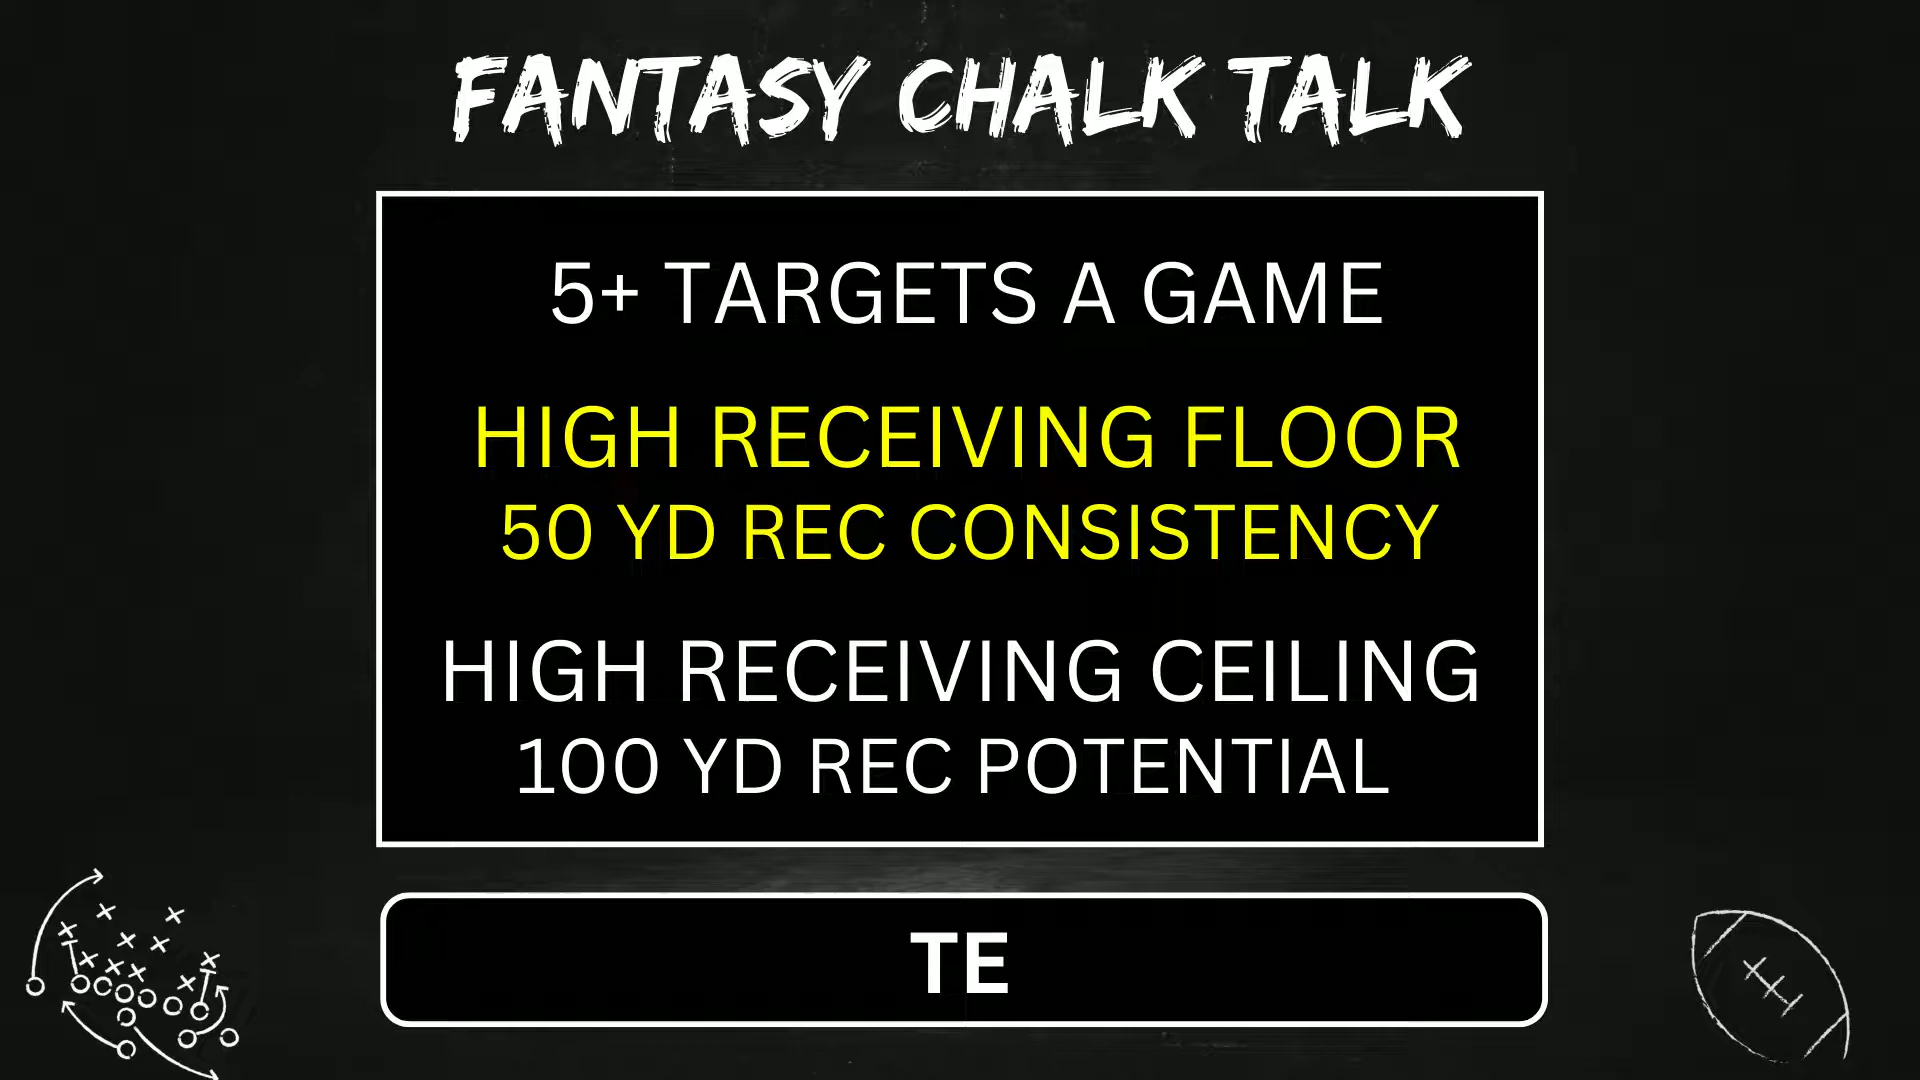 FANTASY CHALK TALK
5+ TARGETS A GAME
HIGH RECEIVING FLOOR
50 YD REC CONSISTENCY
HIGH RECEIVING CEILING
100 YD REC POTENTIAL
TE